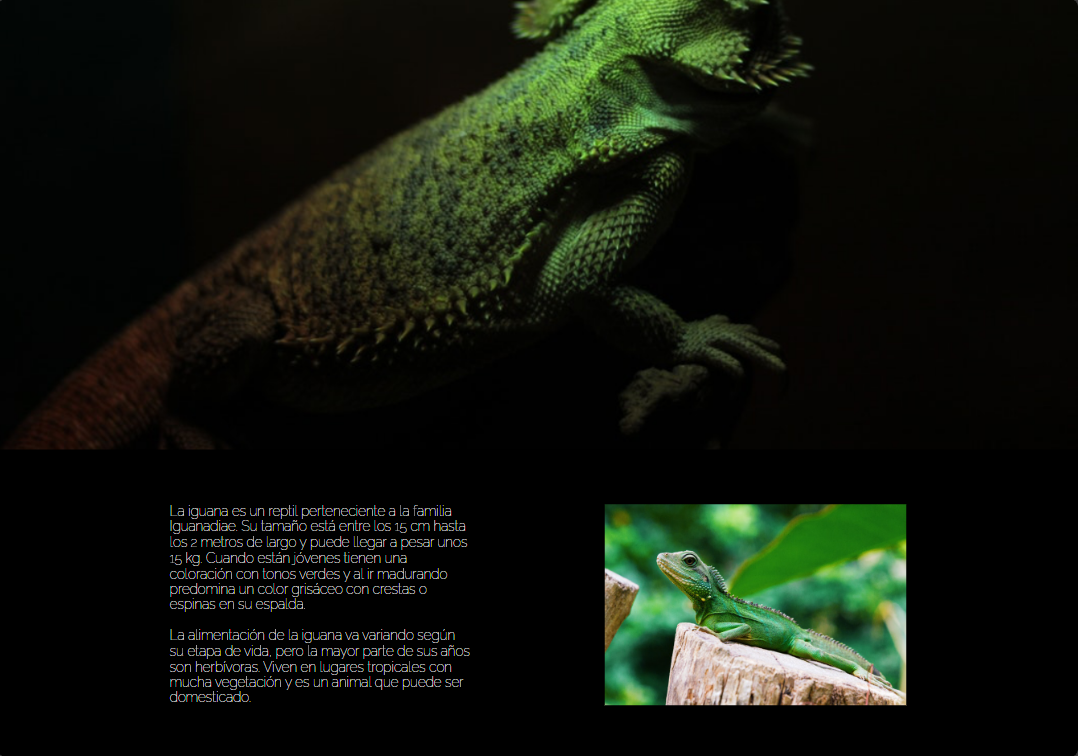 La iguana es un reptil perteneciente a la familia
Iguanadiae. Su tamaño está entre los 15 cm hasta
los 2 metros de largo y puede llegar a pesar unos
15 kg. Cuando están jóvenes tienen una
coloración con tonos verdes y al ir madurando
predomina un color grisáceo con crestas o
espinas en su espalda.
La alimentación de la iguana va variando según
su etapa de vida, pero la mayor parte de sus años
son herbívoras. Viven en lugares tropicales con
mucha vegetación y es un animal que puede ser
domesticado.